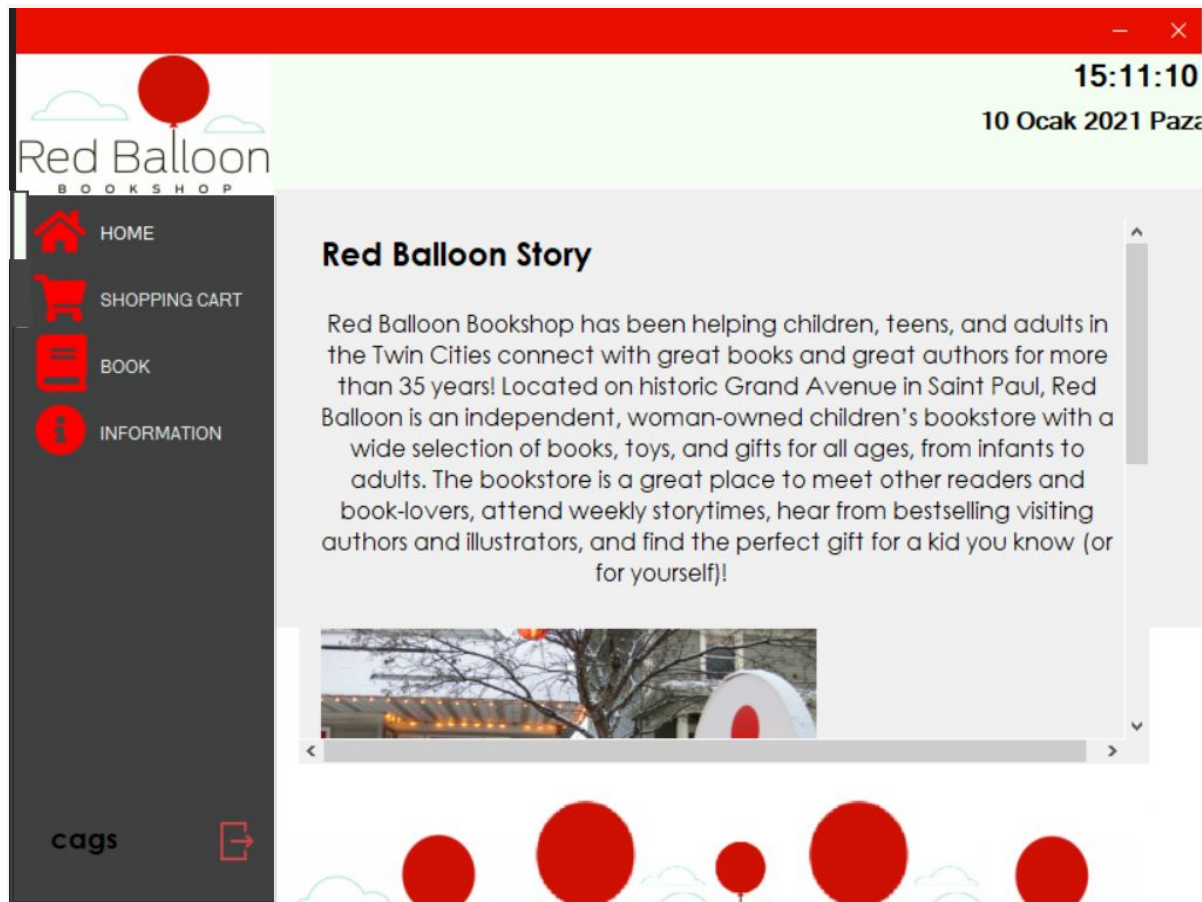 15:11:10
10 Ocak 2021 Paza
Red Balloon
BOOKSHOP
HOME
SHOPPING CART
BOOK
INFORMATION
cags
Red Balloon Story
Red Balloon Bookshop has been helping children, teens, and adults in
the Twin Cities connect with great books and great authors for more
than 35 years! Located on historic Grand Avenue in Saint Paul, Red
Balloon is an independent, woman-owned children’s bookstore with a
wide selection of books, toys, and gifts for all ages, from infants to
adults. The bookstore is a great place to meet other readers and
book-lovers, attend weekly storytimes, hear from bestselling visiting
authors and illustrators, and find the perfect gift for a kid you know (or
for yourself)!